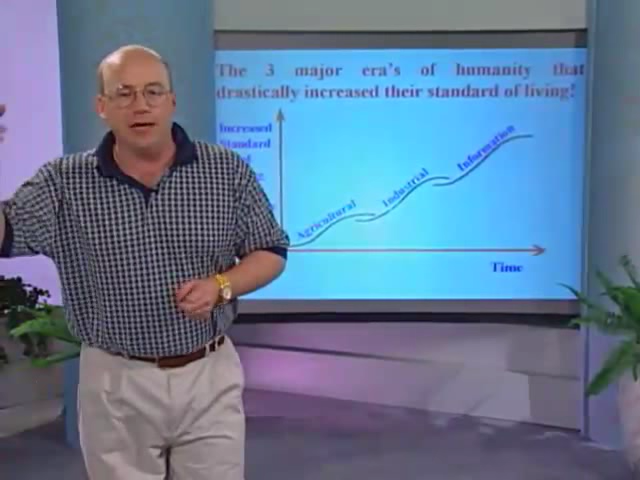 The 3 major era's of humanity that
drastically increased their standard of living!
Increased
Standard
Agricultural
Industrial
Information
Time